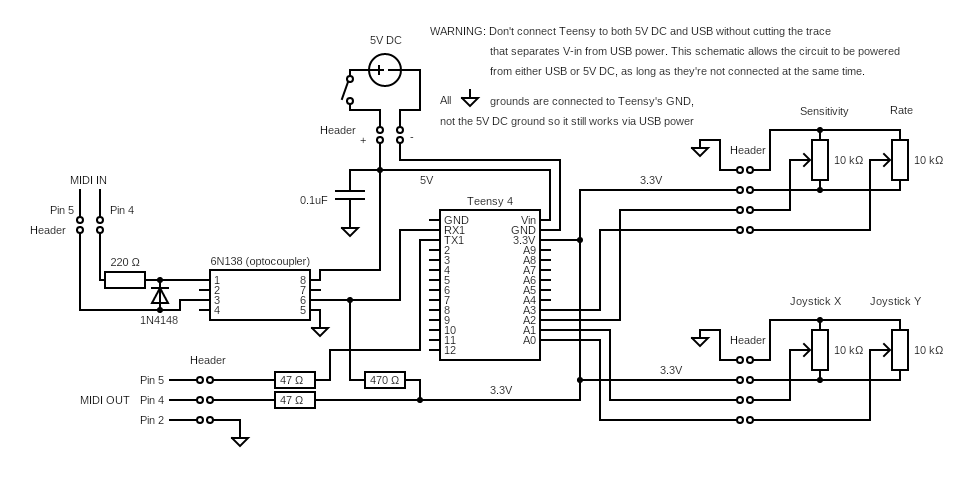 WARNING: Don't connect Teensy to both 5V DC and USB without cutting the trace
that separates V-in from USB power. This schematic allows the circuit to be powered
from either USB or 5V DC, as long as they're not connected at the same time.
All grounds are connected to Teensy's GND,
not the 5V DC ground so it still works via USB power
5V DC
Header
+
-
5V
0.1uF
MIDI IN
Pin 5
Pin 4
Header
220 Ω
1N4148
6N138 (optocoupler)
1
2
3
4
8
7
6
5
Teensy 4
GND
RX1
TX1
2
3
4
5
6
7
8
9
10
11
12
Vin
GND
3.3V
A9
A8
A7
A6
A5
A4
A3
A2
A1
A0
Sensitivity
Rate
Header
10 kΩ
10 kΩ
3.3V
Joystick X
Joystick Y
Header
10 kΩ
10 kΩ
3.3V
Header
Pin 5
MIDI OUT
Pin 4
Pin 2
47 Ω
47 Ω
470 Ω
3.3V